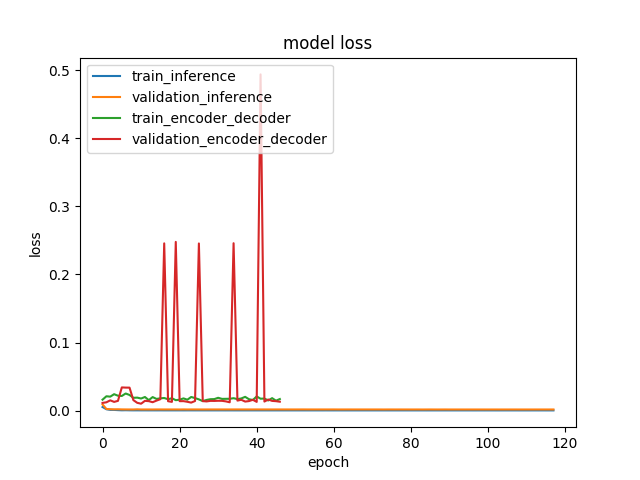 model loss
train_inference
validation_inference
train_encoder_decoder
validation_encoder_decoder
0.5
0.4
0.3
0.2
0.1
0.0
loss
0 20 40 60 80 100 120
epoch